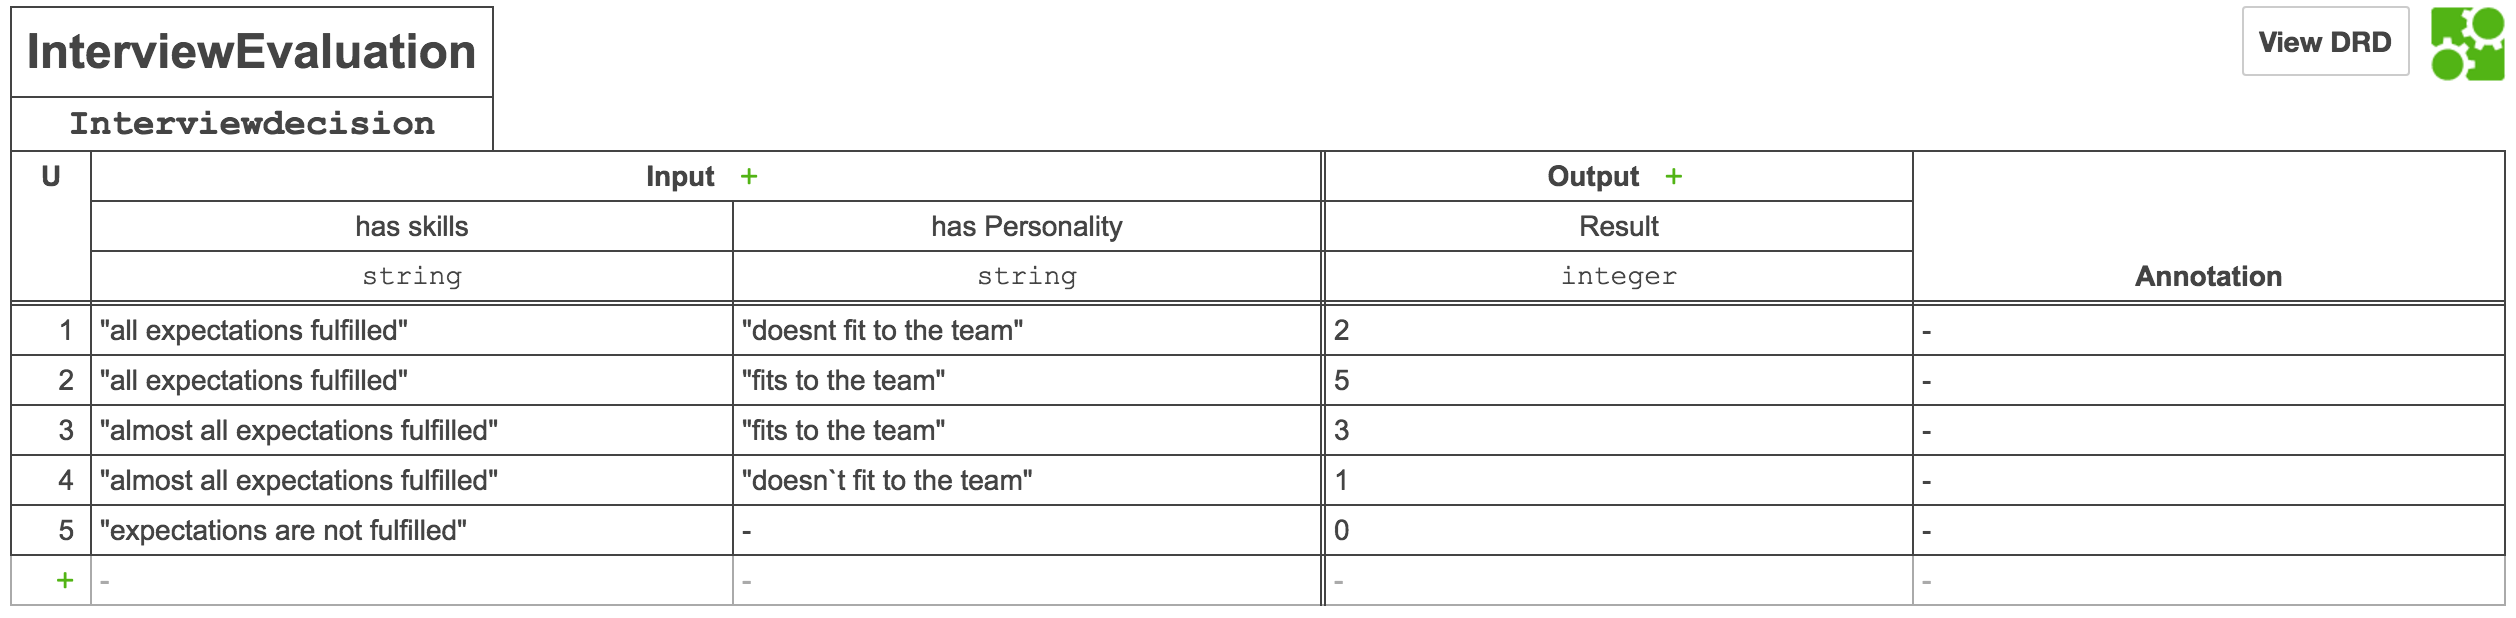 InterviewEvaluation
View DRD
Interviewdecision
U Input + Output +
has skills has Personality Result
string string integer Annotation
1 "all expectations fulfilled" "doesnt fit to the team" 2 -
2 "all expectations fulfilled" "fits to the team" 5 -
3 "almost all expectations fulfilled" "fits to the team" 3 -
4 "almost all expectations fulfilled" "doesn`t fit to the team" 1 -
5 "expectations are not fulfilled" - 0 -
+ - - - -